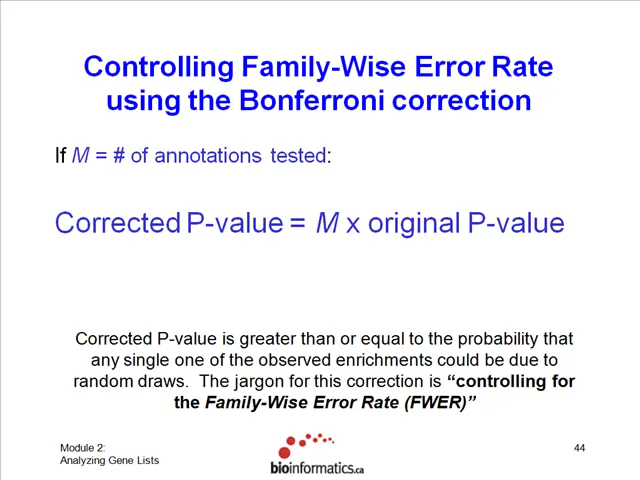 Controlling Family-Wise Error Rate
using the Bonferroni correction
If M = # of annotations tested:
Corrected P-value = M x original P-value
Corrected P-value is greater than or equal to the probability that
any single one of the observed enrichments could be due to
random draws.  The jargon for this correction is “controlling for
the Family-Wise Error Rate (FWER)”
Module 2:
Analyzing Gene Lists
bioinformatics.ca
44